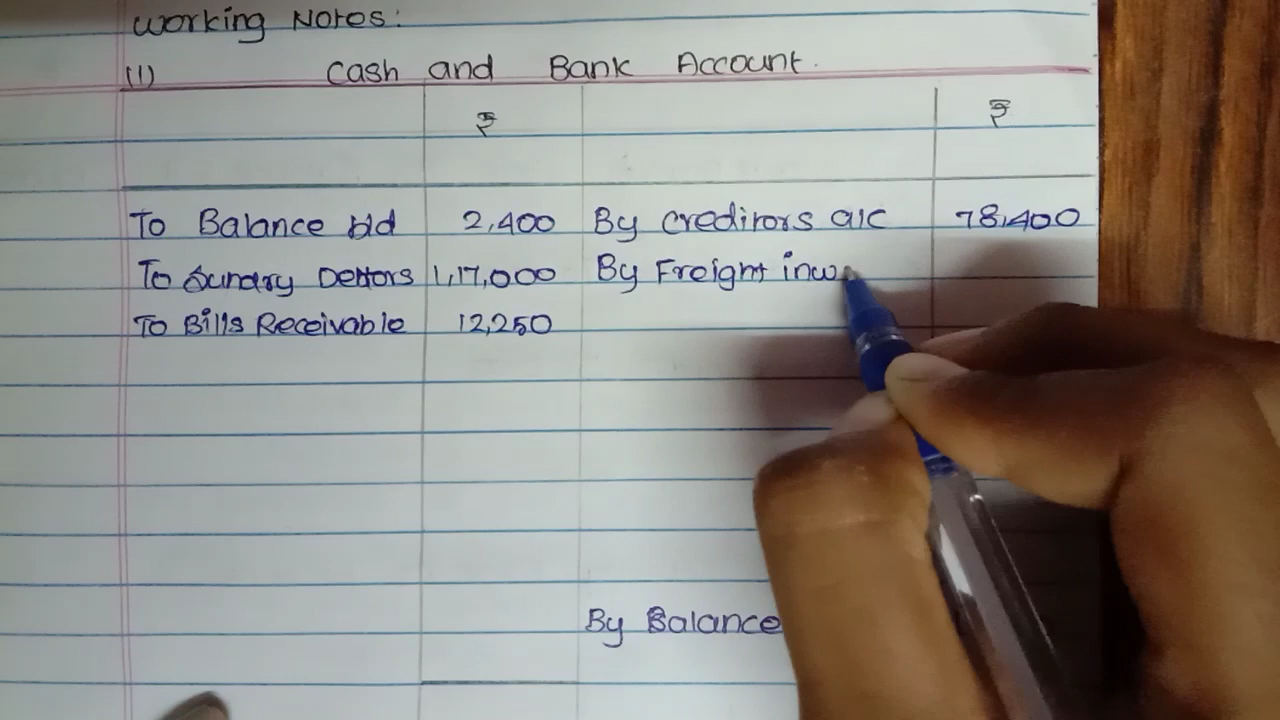 Working Notes:
(1) Cash and Bank Account.
₹ ₹
To Balance b/d 2,400 By creditors a/c 78,400
To Sundry Debtors 1,17,000 By Freight inw
To Bills Receivable 12,250
By Balance